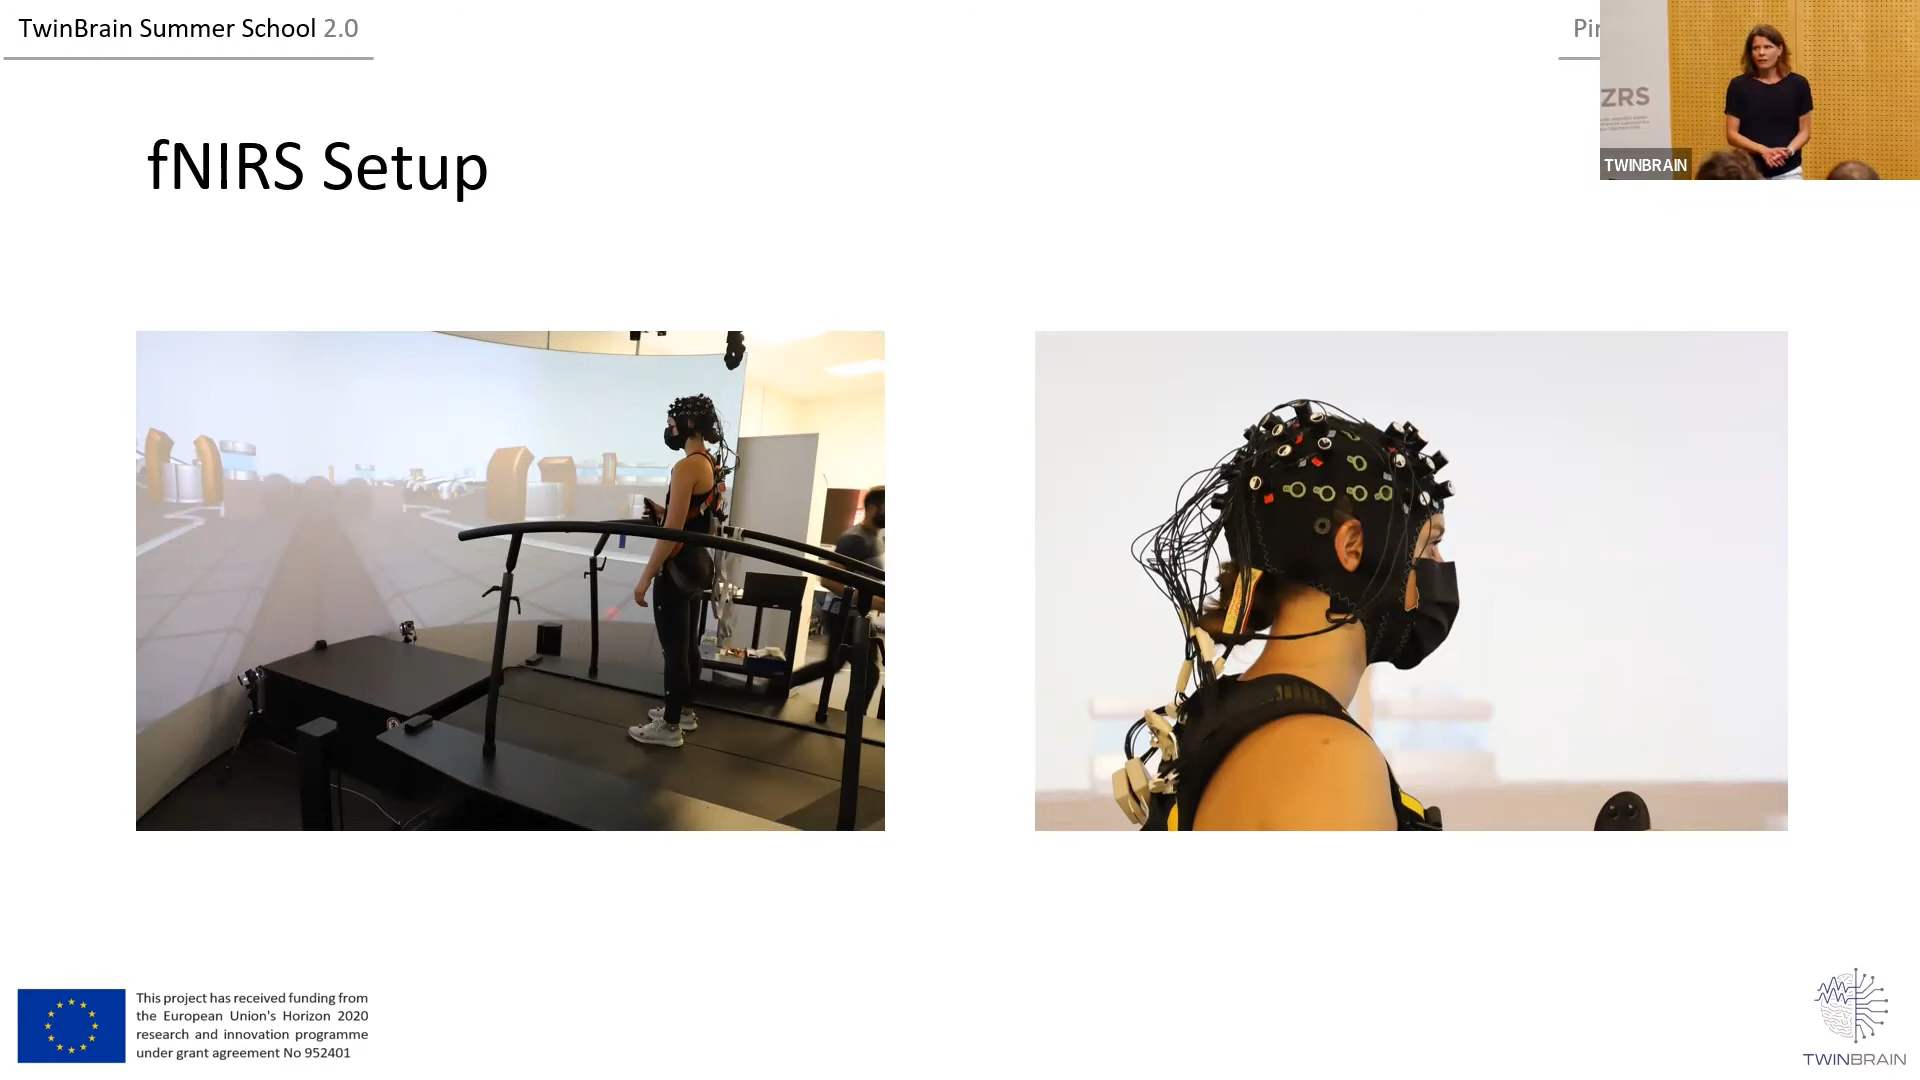 TwinBrain Summer School 2.0
ZRS
TWINBRAIN
fNIRS Setup
This project has received funding from
the European Union's Horizon 2020
research and innovation programme
under grant agreement No 952401
TWINBRAIN